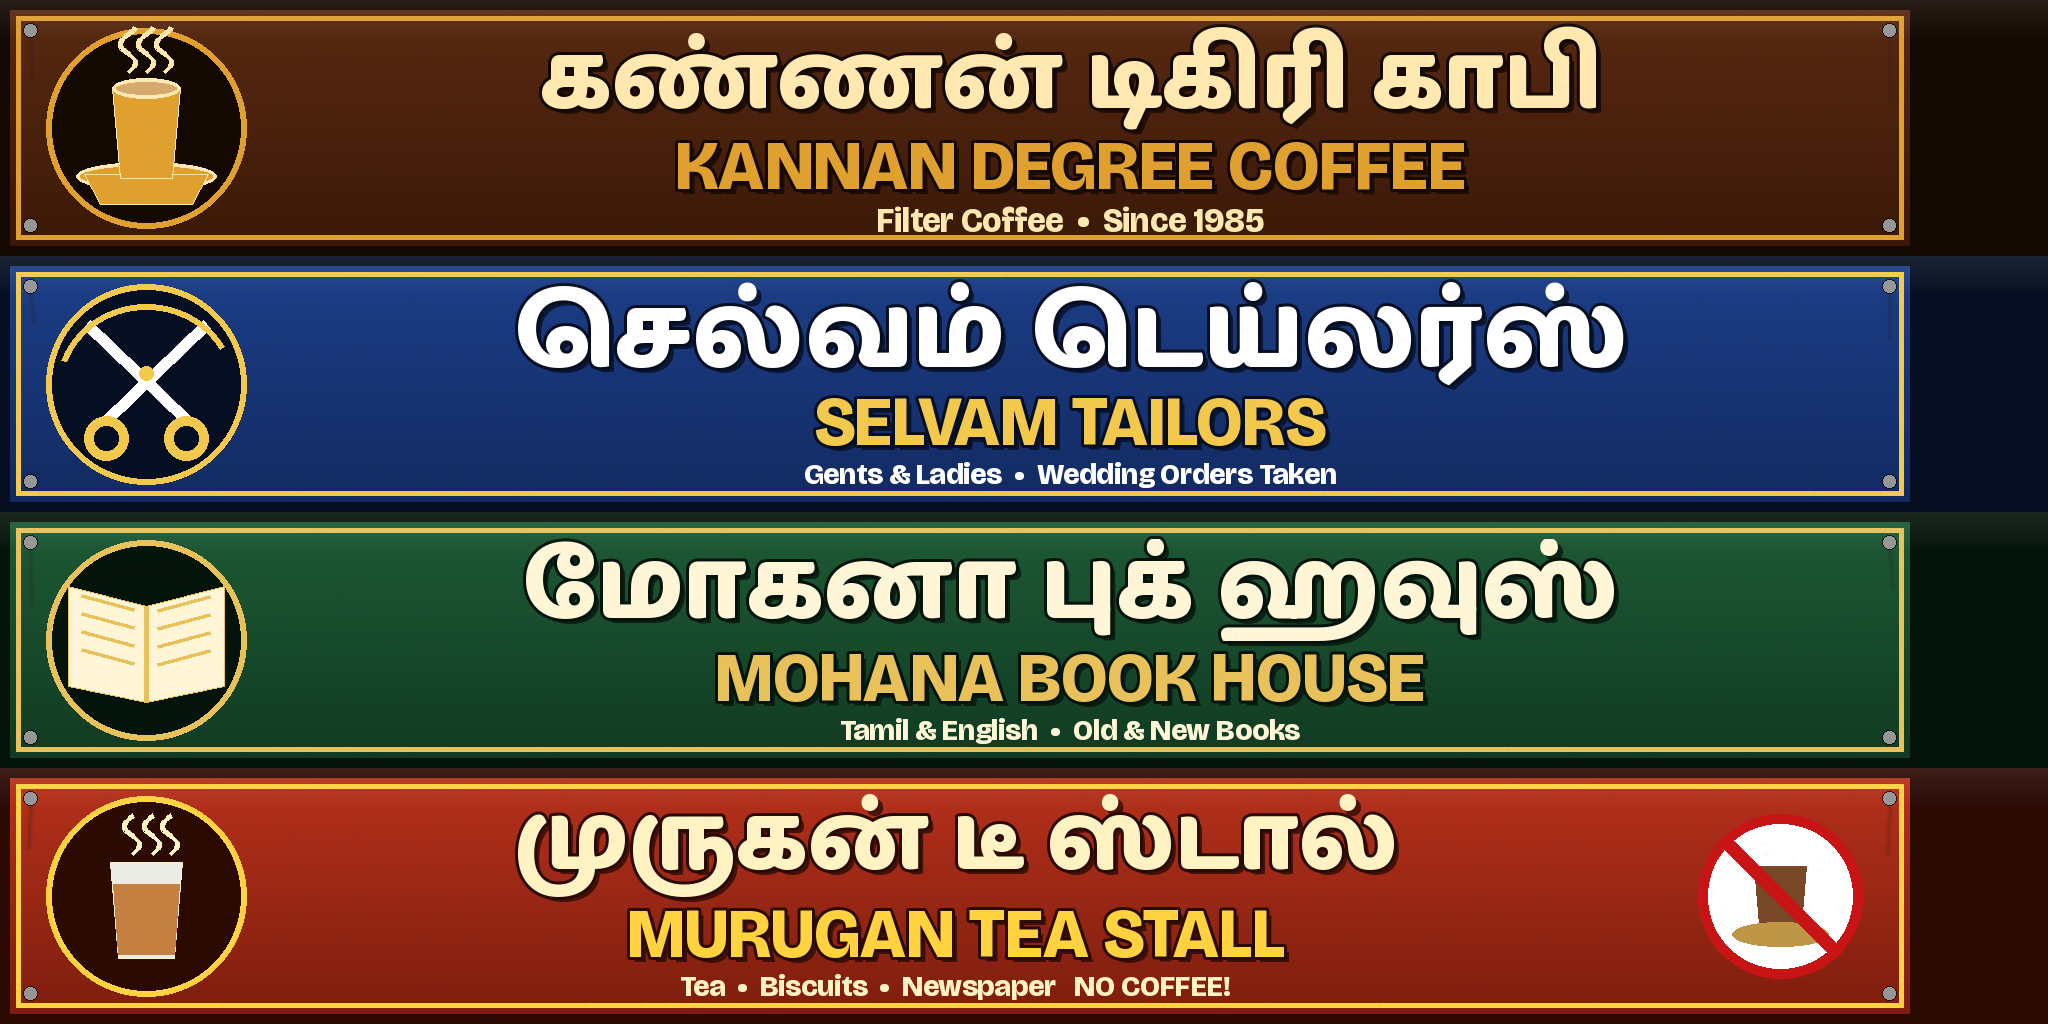 கண்ணன் டிகிரி காபி
KANNAN DEGREE COFFEE
Filter Coffee • Since 1985
செல்வம் டெய்லர்ஸ்
SELVAM TAILORS
Gents & Ladies • Wedding Orders Taken
மோகனா புக் ஹவுஸ்
MOHANA BOOK HOUSE
Tamil & English • Old & New Books
முருகன் டீ ஸ்டால்
MURUGAN TEA STALL
Tea • Biscuits • Newspaper NO COFFEE!